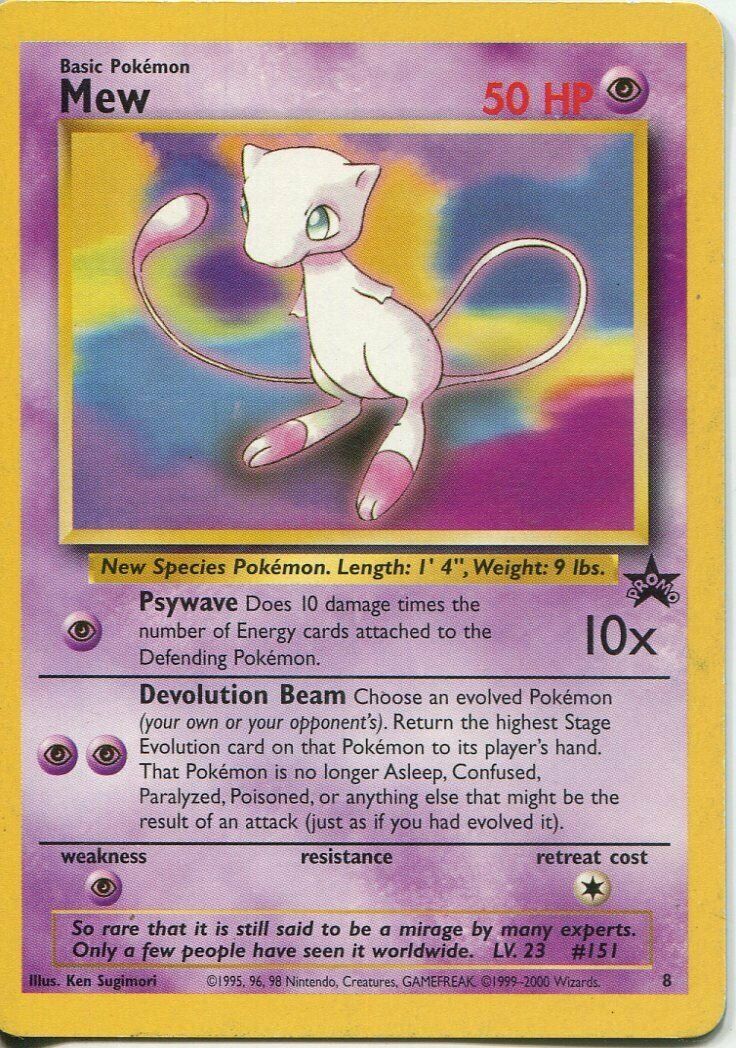 Basic Pokémon
Mew
50 HP
New Species Pokémon. Length: 1' 4", Weight: 9 lbs.
PROMO
Psywave Does 10 damage times the
number of Energy cards attached to the
Defending Pokémon.
10x
Devolution Beam Choose an evolved Pokémon
(your own or your opponent's). Return the highest Stage
Evolution card on that Pokémon to its player's hand.
That Pokémon is no longer Asleep, Confused,
Paralyzed, Poisoned, or anything else that might be the
result of an attack (just as if you had evolved it).
weakness resistance retreat cost
So rare that it is still said to be a mirage by many experts.
Only a few people have seen it worldwide. LV. 23 #151
Illus. Ken Sugimori ©1995, 96, 98 Nintendo, Creatures, GAMEFREAK. ©1999-2000 Wizards. 8